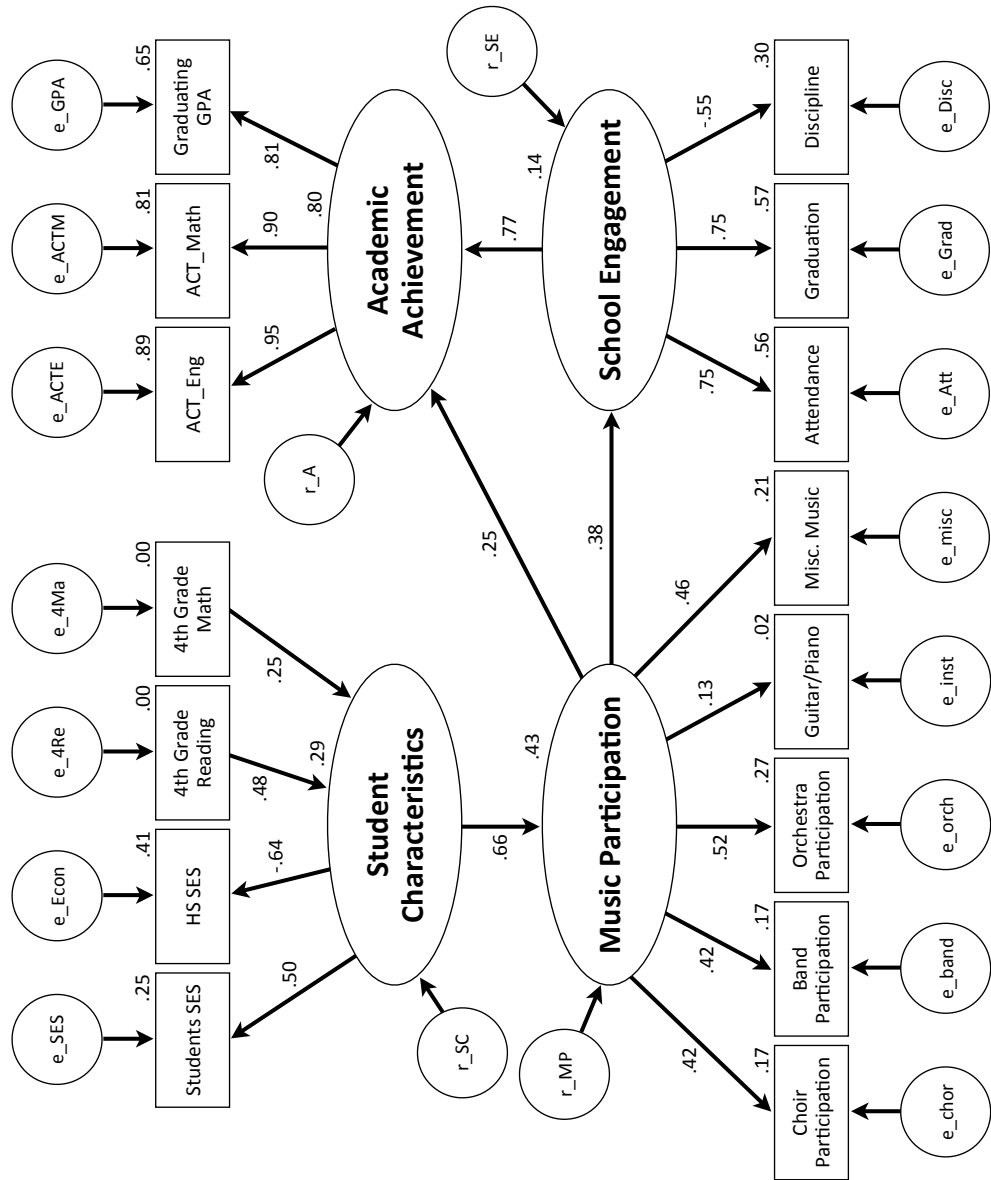 e_SES
e_Econ
e_4Re
e_4Ma
e_ACTE
e_ACTM
e_GPA
.25
.41
.00
.00
.89
.81
.65
Students SES
HS SES
4th Grade
Reading
4th Grade
Math
ACT_Eng
ACT_Math
Graduating
GPA
.50
-.64
.48
.25
.95
.90
.81
.29
.80
r_SC
Student
Characteristics
r_A
Academic
Achievement
.66
.25
.77
r_MP
.43
Music Participation
.38
.14
School Engagement
r_SE
.42
.42
.52
.13
.46
.75
.75
-.55
.17
.17
.27
.02
.21
.56
.57
.30
Choir
Participation
Band
Participation
Orchestra
Participation
Guitar/Piano
Misc. Music
Attendance
Graduation
Discipline
e_chor
e_band
e_orch
e_inst
e_misc
e_Att
e_Grad
e_Disc